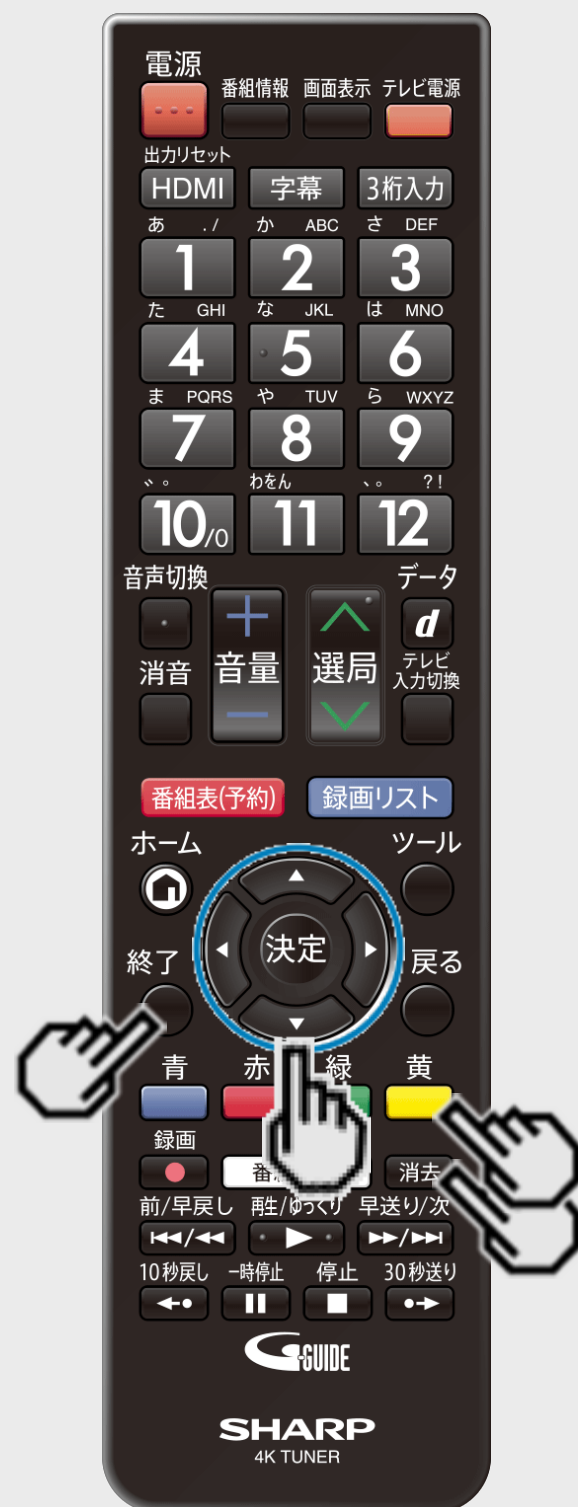 電源
番組情報 画面表示 テレビ電源
出力リセット
HDMI 字幕 3桁入力
あ ./ か ABC さ DEF
1 2 3
た GHI な JKL は MNO
4 5 6
ま PQRS や TUV ら WXYZ
7 8 9
゛゜ わをん 、。 ?!
10/0 11 12
音声切換 データ
d
消音 音量 選局 テレビ
入力切換
番組表(予約) 録画リスト
ホーム ツール
決定
終了 戻る
青 赤 緑 黄
録画 消去
前/早戻し 再生/ゆっくり 早送り/次
10秒戻し 一時停止 停止 30秒送り
G-GUIDE
SHARP
4K TUNER